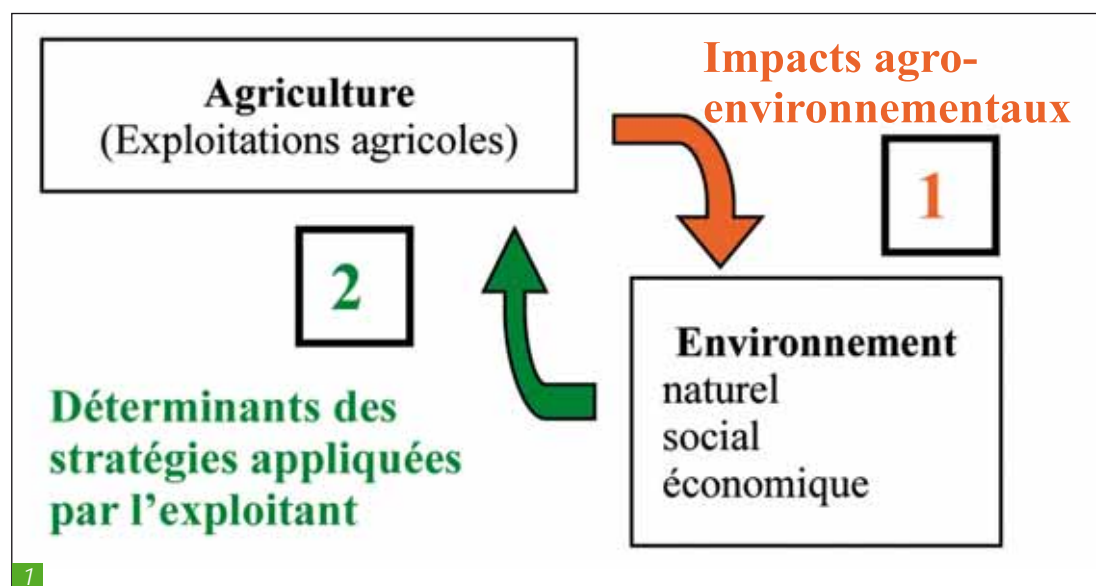 Agriculture
(Exploitations agricoles)
Impacts agro-
environnementaux
1
2
Environnement
naturel
social
économique
Déterminants des
stratégies appliquées
par l’exploitant
1